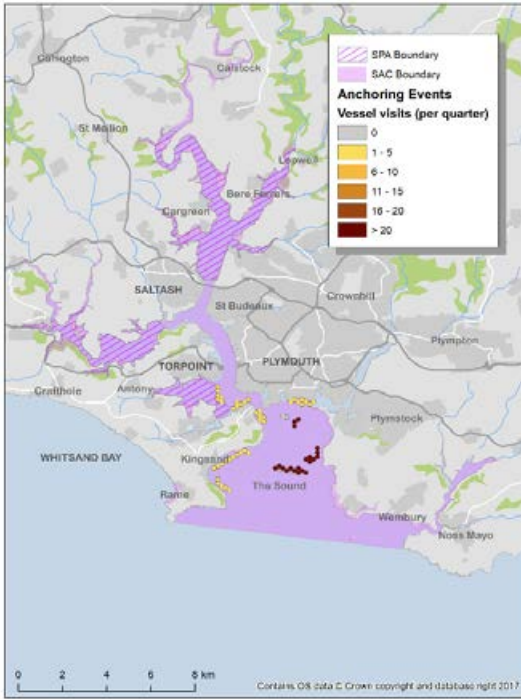 Callington
Calstock
St Mellion
Bere Ferrers
Cargreen
SPA Boundary
SAC Boundary
Anchoring Events
Vessel visits (per quarter)
0
1 - 5
6 - 10
11 - 15
16 - 20
> 20
SALTASH
St Budeaux
Crownhill
Plympton
TORPOINT
PLYMOUTH
Crafthole
Antony
Plymstock
WHITSAND BAY
Kingsand
Rame
The Sound
Wembury
Noss Mayo
0 2 4 6 8 km
Contains OS data © Crown copyright and database right 2017